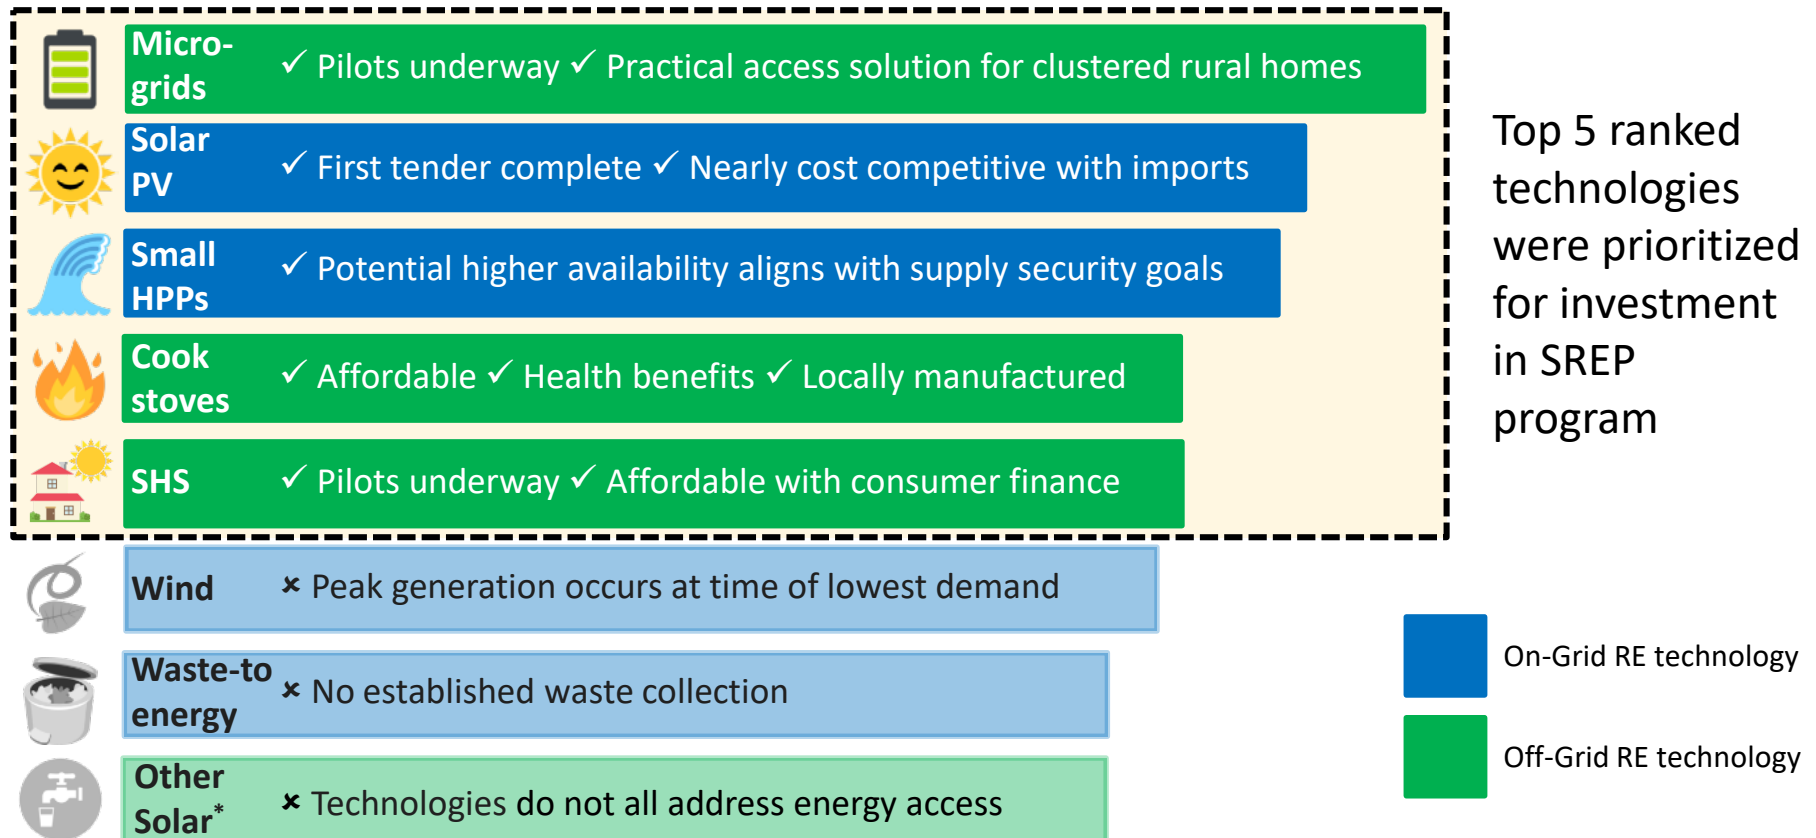 Micro-
grids
✓ Pilots underway ✓ Practical access solution for clustered rural homes
Solar
PV
✓ First tender complete ✓ Nearly cost competitive with imports
Small
HPPs
✓ Potential higher availability aligns with supply security goals
Cook
stoves
✓ Affordable ✓ Health benefits ✓ Locally manufactured
SHS
✓ Pilots underway ✓ Affordable with consumer finance
Wind
✘ Peak generation occurs at time of lowest demand
Waste-to
energy
✘ No established waste collection
Other
Solar*
✘ Technologies do not all address energy access
Top 5 ranked
technologies
were prioritized
for investment
in SREP
program
On-Grid RE technology
Off-Grid RE technology